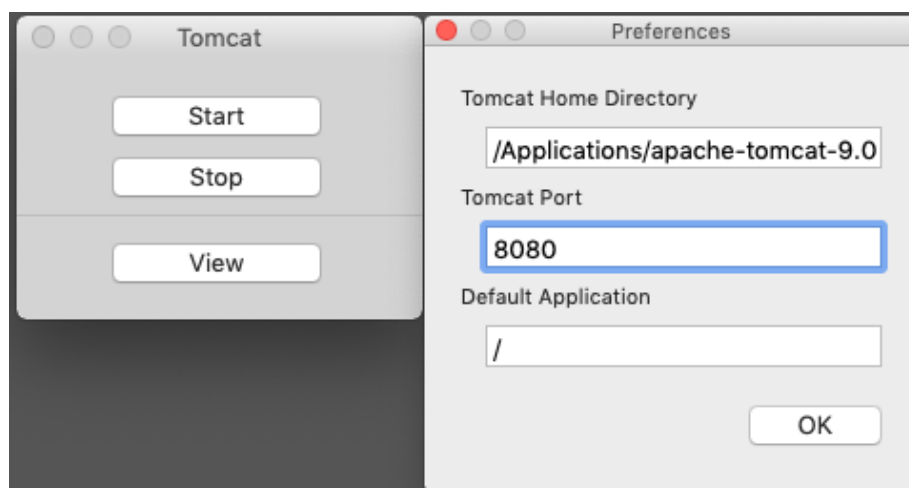 Tomcat
Start
Stop
View
Preferences
Tomcat Home Directory
/Applications/apache-tomcat-9.0
Tomcat Port
8080
Default Application
/
OK